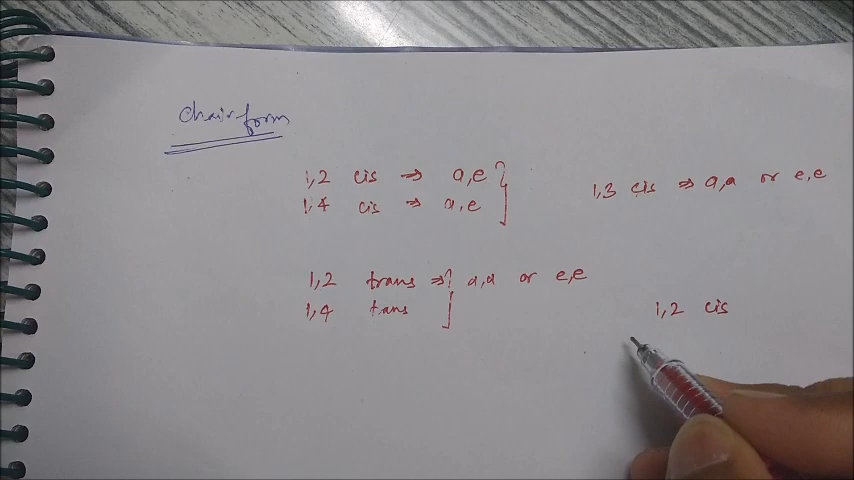 Chair form
1,2 cis ⇒ a,e }
1,4 cis ⇒ a,e
1,3 cis ⇒ a,a or e,e
1,2 trans ⇒ } a,a or e,e
1,4 trans
1,2 cis